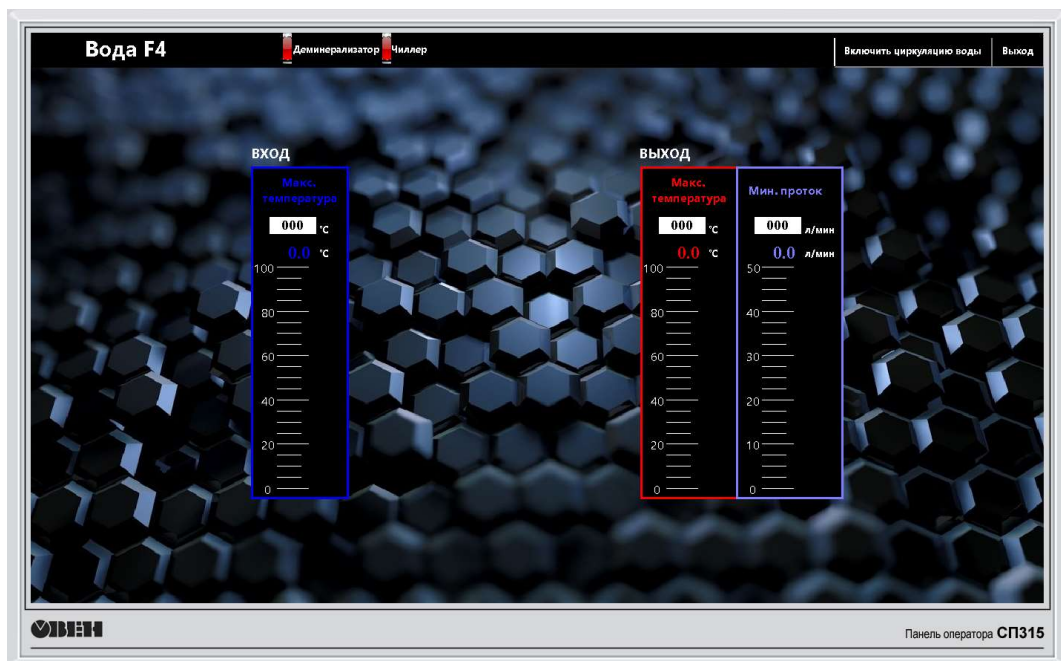 Вода F4
Деминерализатор
Чиллер
Включить циркуляцию воды
Выход
ВХОД
Макс.
температура
000 °C
0.0 °C
100
80
60
40
20
0
ВЫХОД
Макс.
температура
000 °C
0.0 °C
100
80
60
40
20
0
Мин. проток
000 л/мин
0.0 л/мин
50
40
30
20
10
0
ОВЕН
Панель оператора СП315